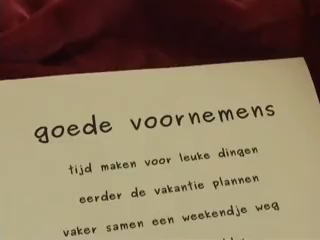 goede voornemens
tijd maken voor leuke dingen
eerder de vakantie plannen
vaker samen een weekendje weg